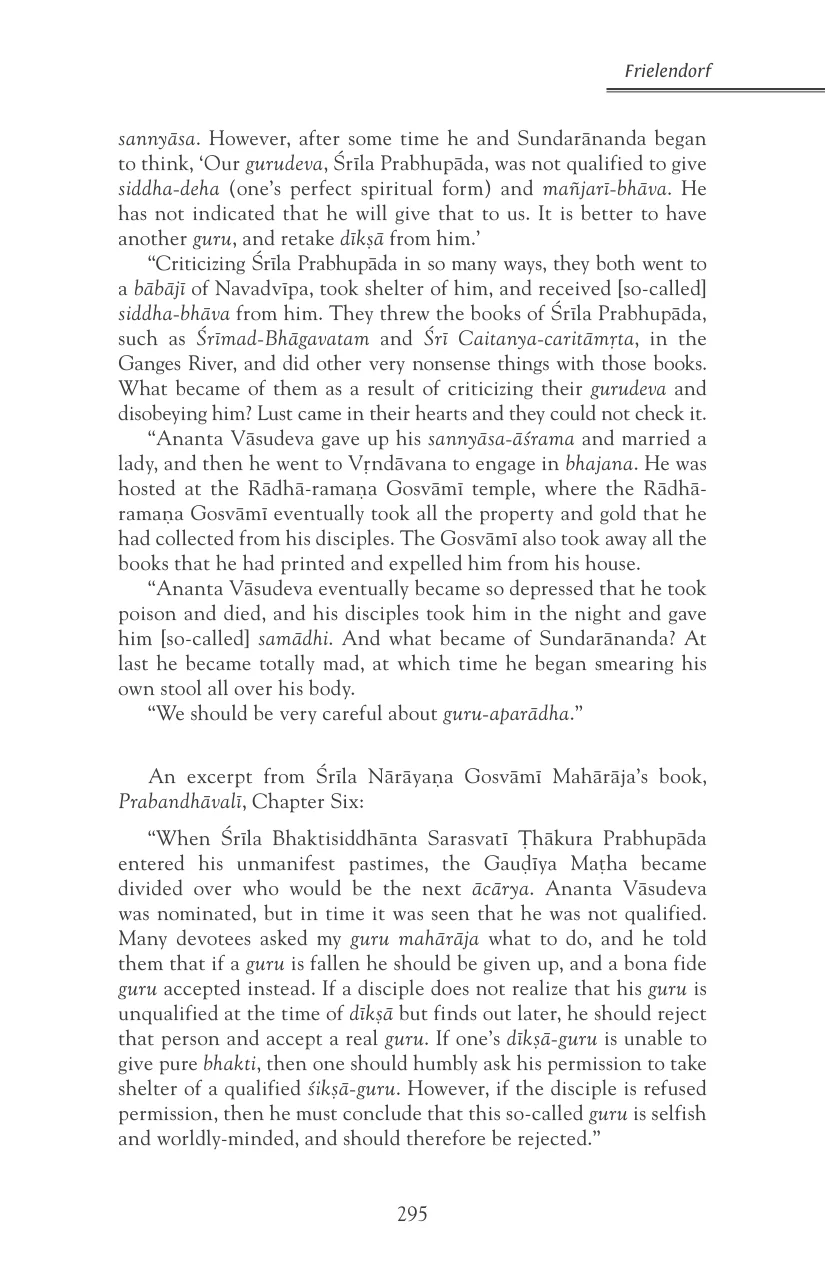 Frielendorf
sannyāsa. However, after some time he and Sundarānanda began
to think, ‘Our gurudeva, Śrīla Prabhupāda, was not qualified to give
siddha-deha (one’s perfect spiritual form) and mañjarī-bhāva. He
has not indicated that he will give that to us. It is better to have
another guru, and retake dīkṣā from him.’
“Criticizing Śrīla Prabhupāda in so many ways, they both went to
a bābājī of Navadvīpa, took shelter of him, and received [so-called]
siddha-bhāva from him. They threw the books of Śrīla Prabhupāda,
such as Śrīmad-Bhāgavatam and Śrī Caitanya-caritāmṛta, in the
Ganges River, and did other very nonsense things with those books.
What became of them as a result of criticizing their gurudeva and
disobeying him? Lust came in their hearts and they could not check it.
“Ananta Vāsudeva gave up his sannyāsa-āśrama and married a
lady, and then he went to Vṛndāvana to engage in bhajana. He was
hosted at the Rādhā-ramaṇa Gosvāmī temple, where the Rādhā-
ramaṇa Gosvāmī eventually took all the property and gold that he
had collected from his disciples. The Gosvāmī also took away all the
books that he had printed and expelled him from his house.
“Ananta Vāsudeva eventually became so depressed that he took
poison and died, and his disciples took him in the night and gave
him [so-called] samādhi. And what became of Sundarānanda? At
last he became totally mad, at which time he began smearing his
own stool all over his body.
“We should be very careful about guru-aparādha.”
An excerpt from Śrīla Nārāyaṇa Gosvāmī Mahārāja’s book,
Prabandhāvalī, Chapter Six:
“When Śrīla Bhaktisiddhānta Sarasvatī Ṭhākura Prabhupāda
entered his unmanifest pastimes, the Gauḍīya Maṭha became
divided over who would be the next ācārya. Ananta Vāsudeva
was nominated, but in time it was seen that he was not qualified.
Many devotees asked my guru mahārāja what to do, and he told
them that if a guru is fallen he should be given up, and a bona fide
guru accepted instead. If a disciple does not realize that his guru is
unqualified at the time of dīkṣā but finds out later, he should reject
that person and accept a real guru. If one’s dīkṣā-guru is unable to
give pure bhakti, then one should humbly ask his permission to take
shelter of a qualified śikṣā-guru. However, if the disciple is refused
permission, then he must conclude that this so-called guru is selfish
and worldly-minded, and should therefore be rejected.”
295